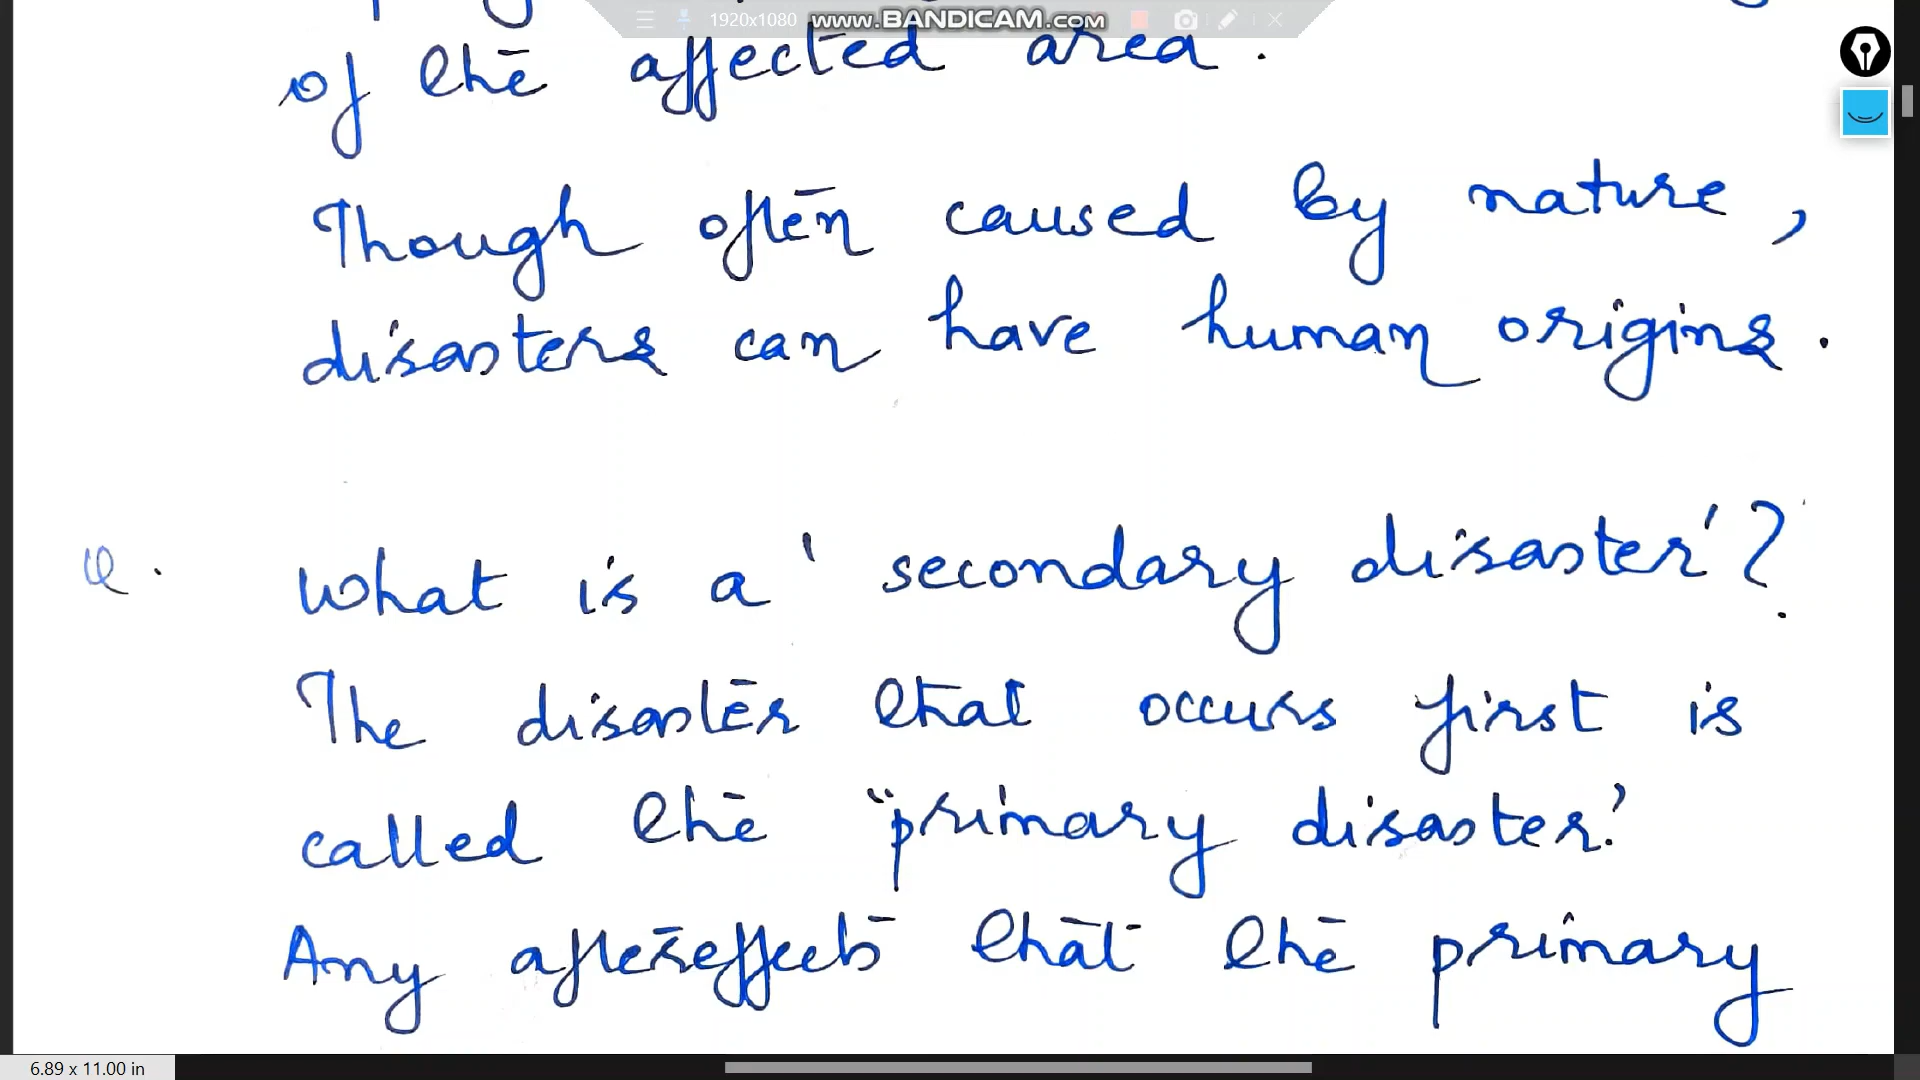 1920x1080 www.BANDICAM.COM
of the affected area.
Though often caused by nature,
disasters can have human origins.
Q. What is a 'secondary disaster'?
The disaster that occurs first is
called the "primary disaster.'
Any aftereffects that the primary
6.89 x 11.00 in